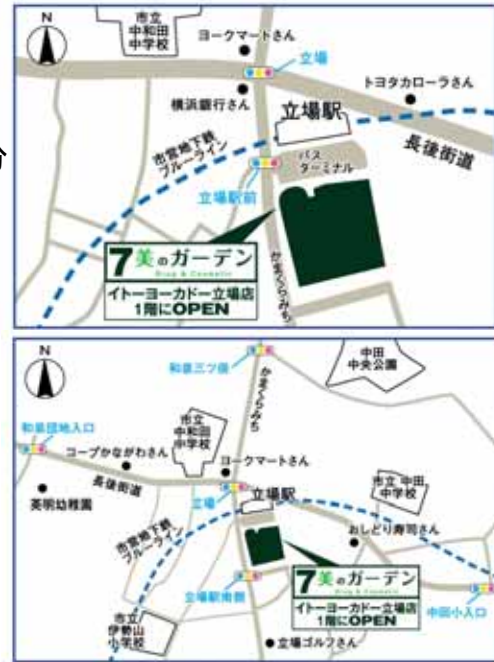 N
市立
中和田
中学校
ヨークマートさん
立場
横浜銀行さん
トヨタカローラさん
立場駅
市営地下鉄
ブルーライン
バス
ターミナル
長後街道
分
立場駅前
7美のガーデン
Drug & Cosmetic
イトーヨーカドー立場店
1階にOPEN
かまくらみち
N
和泉三ツ俣
中田
中央公園
かまくらみち
市立
中和田
中学校
和泉団地入口
コープかながわさん
ヨークマートさん
長後街道
立場
立場駅
市立 中田
中学校
英明幼稚園
市営地下鉄
ブルーライン
おしどり寿司さん
7美のガーデン
Drug & Cosmetic
イトーヨーカドー立場店
1階にOPEN
立場駅南側
中田小入口
市立
伊勢山
小学校
立場ゴルフさん